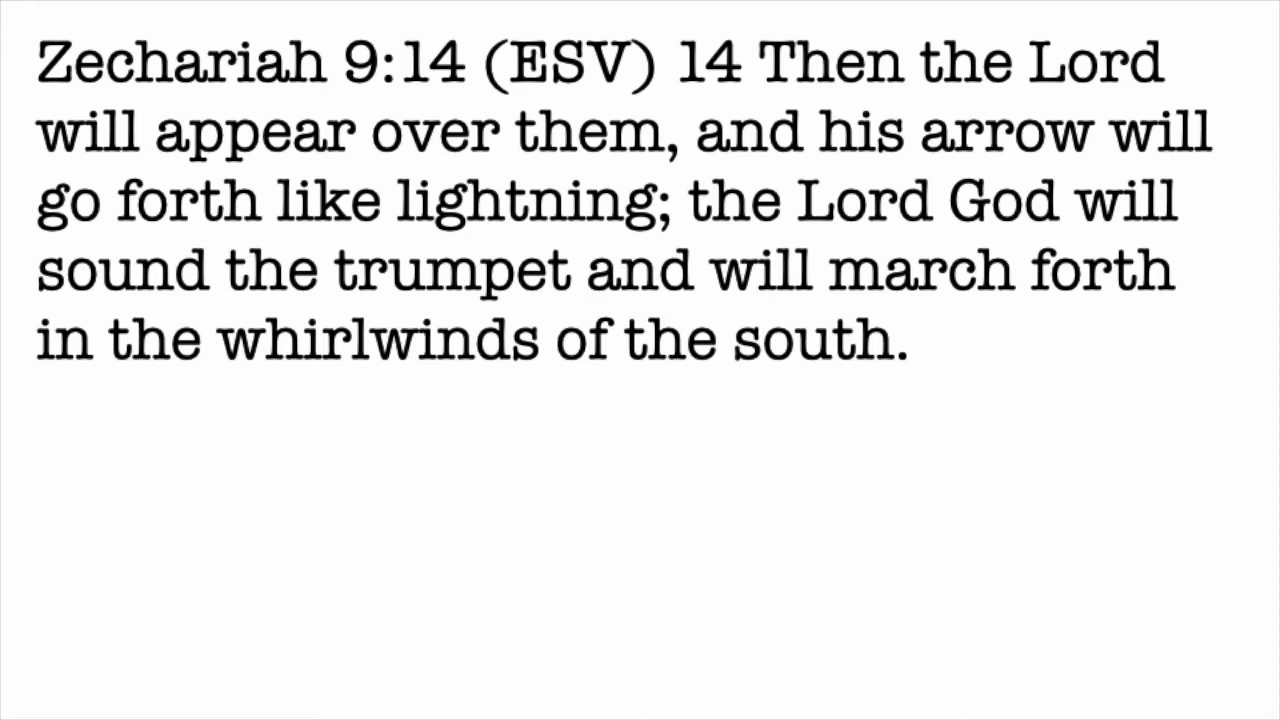 Zechariah 9:14 (ESV) 14 Then the Lord
will appear over them, and his arrow will
go forth like lightning; the Lord God will
sound the trumpet and will march forth
in the whirlwinds of the south.